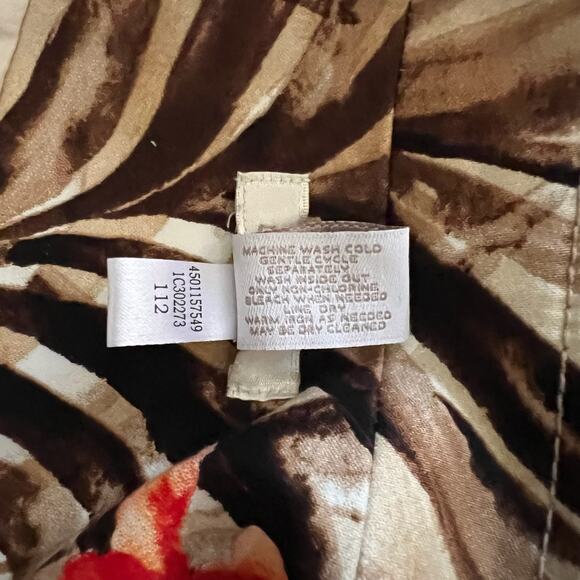 4501157549
1C302273
112
MACHINE WASH COLD
GENTLE CYCLE
SEPARATELY
WASH INSIDE OUT
ONLY NON-CHLORINE
BLEACH WHEN NEEDED
LINE DRY
WARM IRON AS NEEDED
MAY BE DRY CLEANED